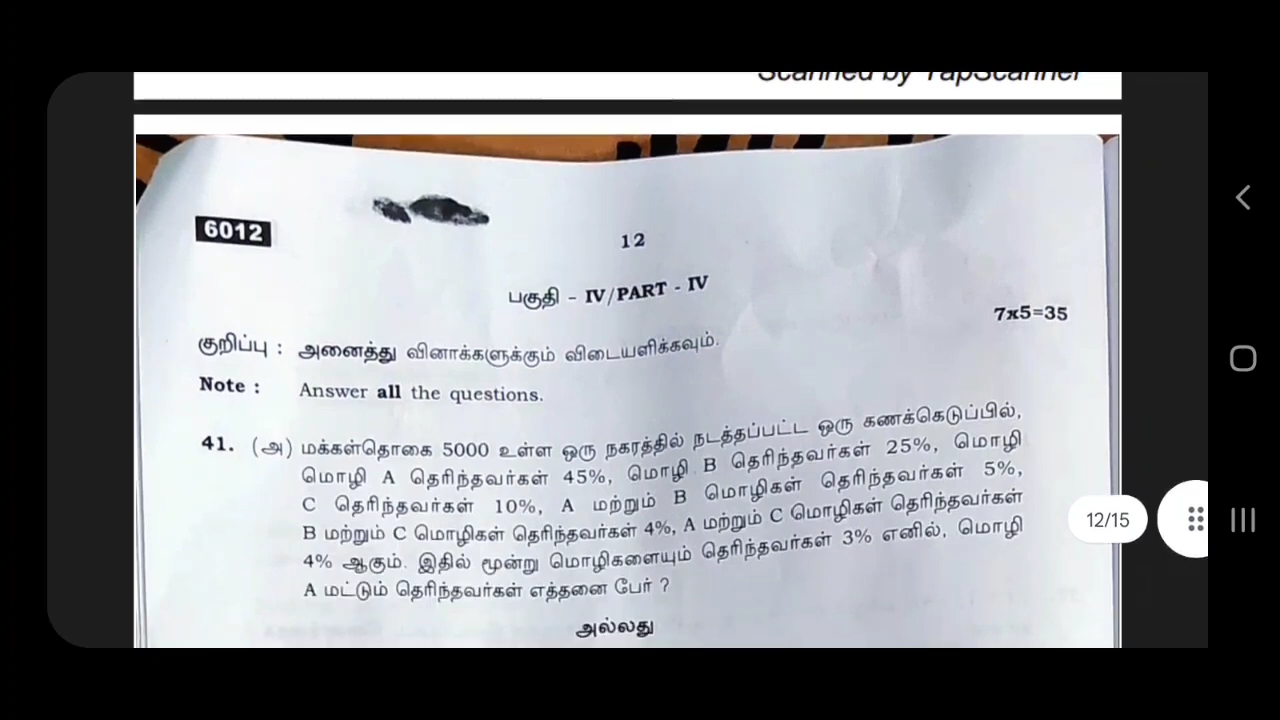 Scanned by TapScanner
6012
12
பகுதி - IV/PART - IV
7x5=35
குறிப்பு : அனைத்து வினாக்களுக்கும் விடையளிக்கவும்.
Note : Answer all the questions.
41. (அ) மக்கள்தொகை 5000 உள்ள ஒரு நகரத்தில் நடத்தப்பட்ட ஒரு கணக்கெடுப்பில்,
மொழி A தெரிந்தவர்கள் 45%, மொழி B தெரிந்தவர்கள் 25%, மொழி
C தெரிந்தவர்கள் 10%, A மற்றும் B மொழிகள் தெரிந்தவர்கள் 5%,
B மற்றும் C மொழிகள் தெரிந்தவர்கள் 4%, A மற்றும் C மொழிகள் தெரிந்தவர்கள்
4% ஆகும். இதில் மூன்று மொழிகளையும் தெரிந்தவர்கள் 3% எனில், மொழி
A மட்டும் தெரிந்தவர்கள் எத்தனை பேர் ?
அல்லது
12/15